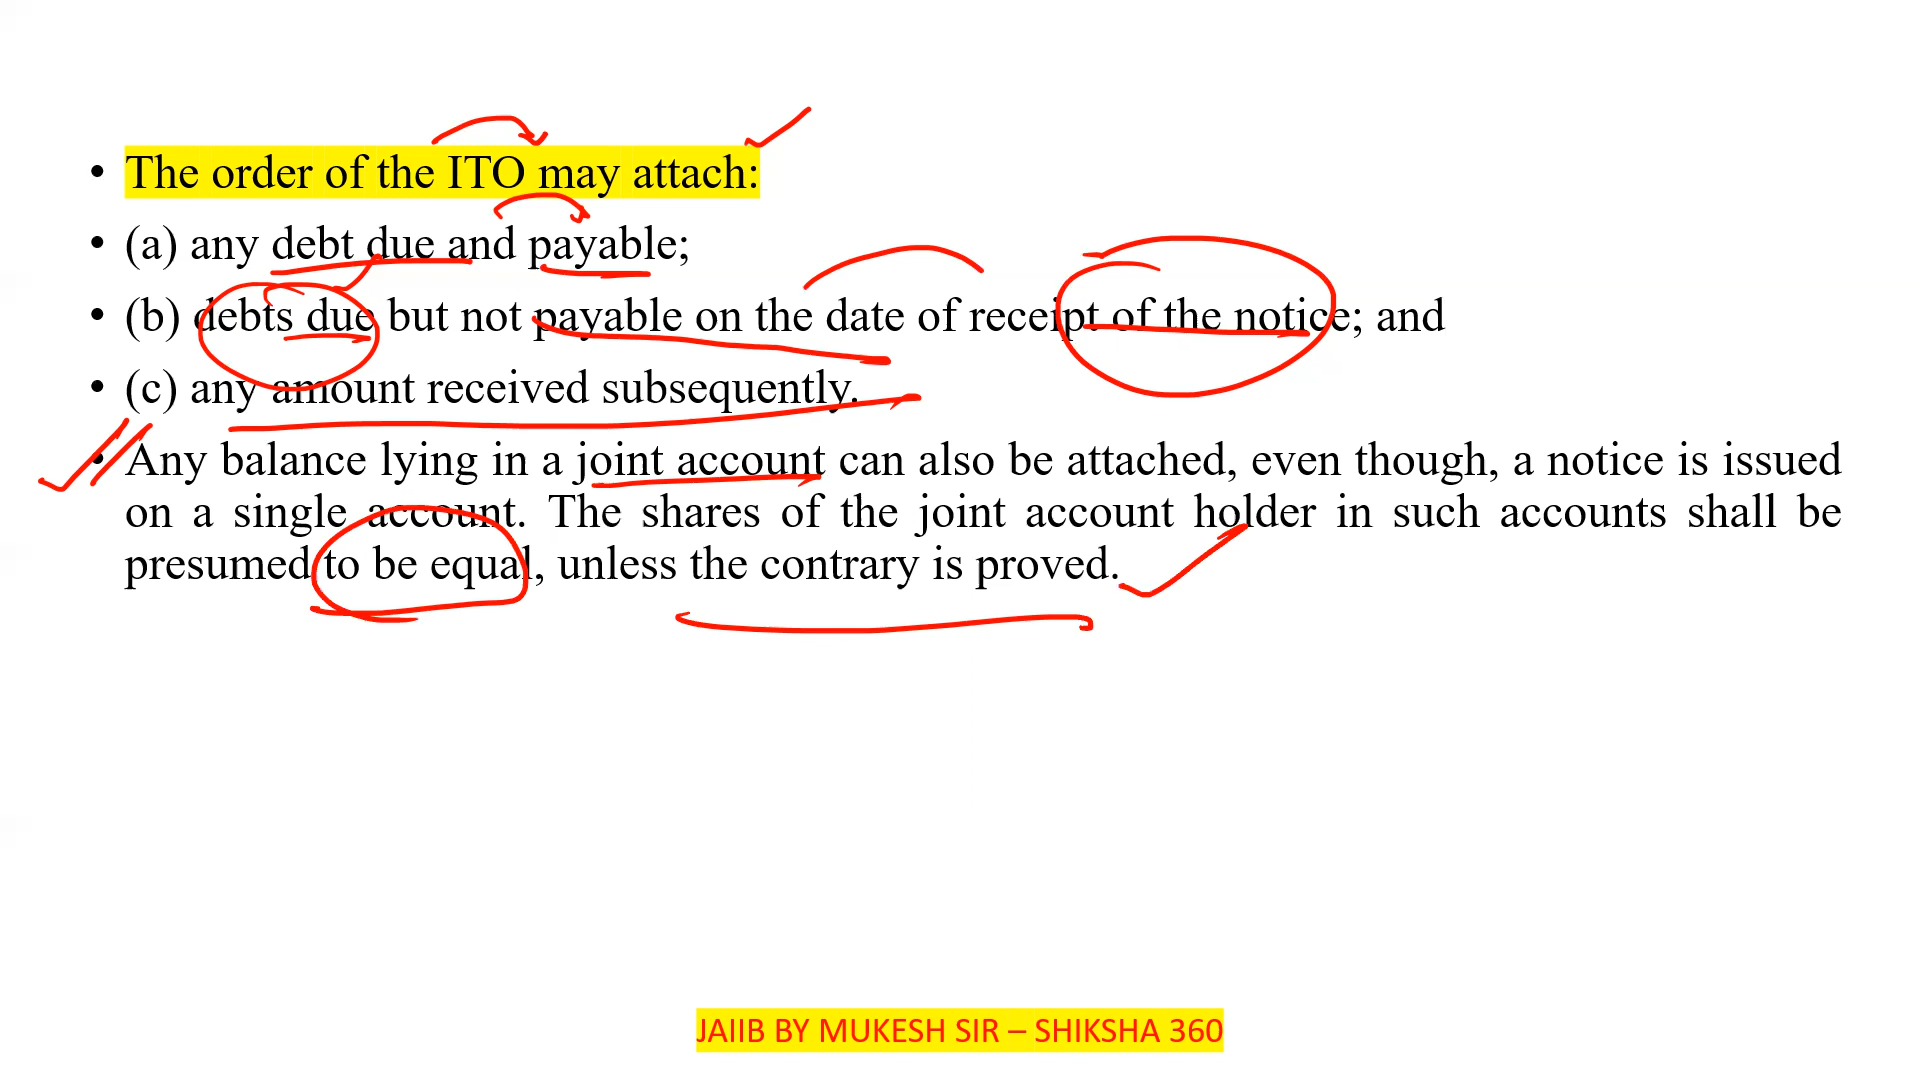 • The order of the ITO may attach:
• (a) any debt due and payable;
• (b) debts due but not payable on the date of receipt of the notice; and
• (c) any amount received subsequently.
• Any balance lying in a joint account can also be attached, even though, a notice is issued
on a single account. The shares of the joint account holder in such accounts shall be
presumed to be equal, unless the contrary is proved.
JAIIB BY MUKESH SIR – SHIKSHA 360